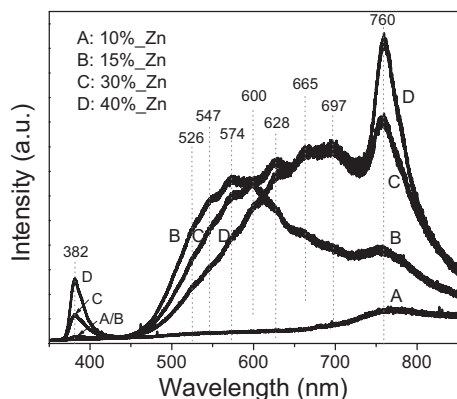 A: 10%_Zn
B: 15%_Zn
C: 30%_Zn
D: 40%_Zn
760
665
600
697
547
628
574
526
382
D
C
A/B
B C D
D
C
B
A
Intensity (a.u.)
400 500 600 700 800
Wavelength (nm)